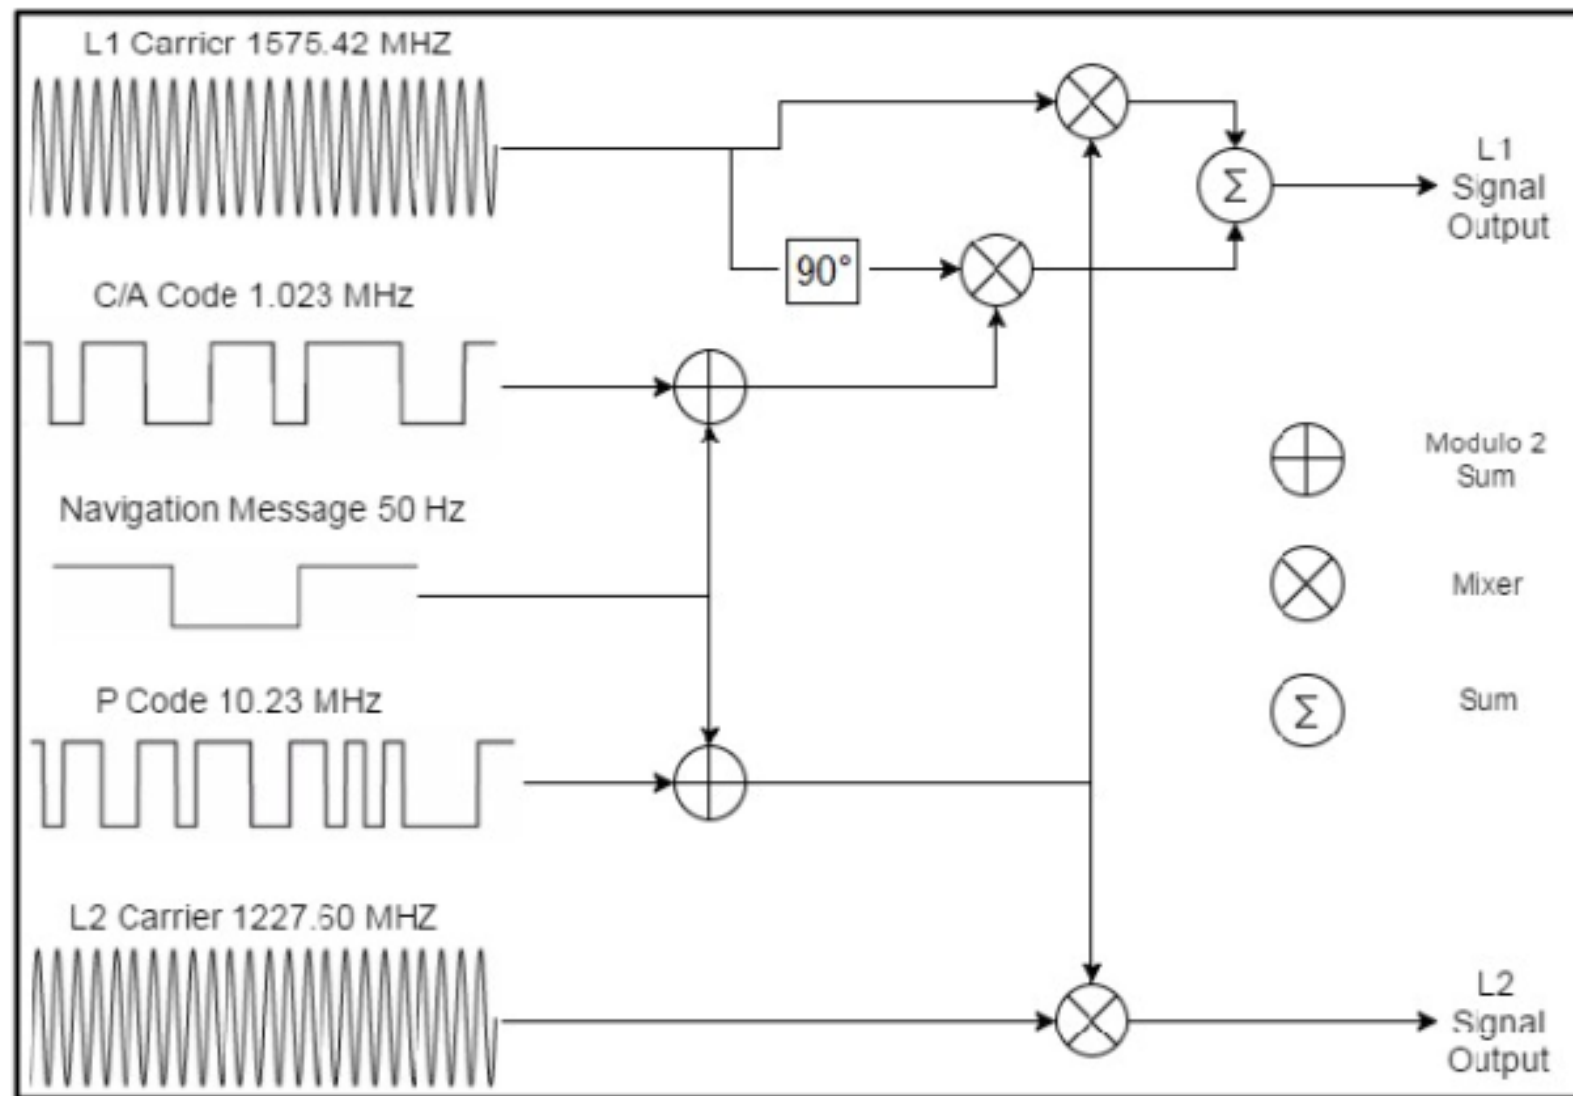 L1 Carrier 1575.42 MHZ
90°
Σ
L1
Signal
Output
C/A Code 1.023 MHz
Navigation Message 50 Hz
P Code 10.23 MHz
L2 Carrier 1227.60 MHZ
Modulo 2
Sum
Mixer
Σ
Sum
L2
Signal
Output